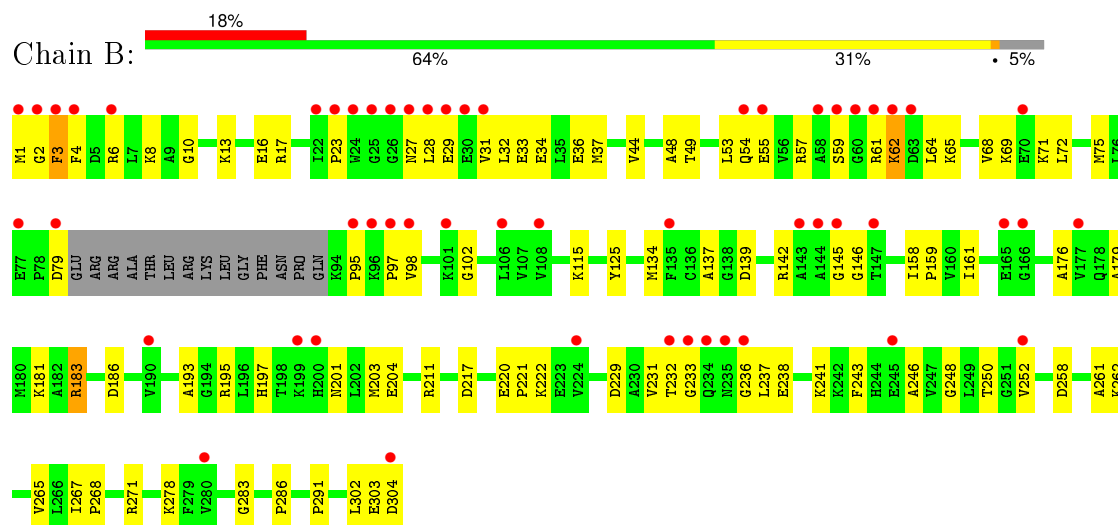 18%
Chain B:
64% 31% • 5%
M1 G2 F3 F4 D5 R6 L7 K8 A9 G10 K13 E16 R17 I22 P23 W24 G25 G26 N27 L28 E29 E30 V31 L32 E33 E34 L35 E36 M37 V44 A48 T49 L53 Q54 E55 V56 R57 A58 S59 G60 R61 K62 D63 L64 K65 V68 K69 E70 K71 L72 M75 L76
E77 P78 D79 GLU ARG ARG ALA THR LEU ARG LYS LEU GLY PHE ASN PRO GLN K94 P95 K96 P97 V98 K101 G102 L106 V107 V108 K115 Y125 M134 F135 C136 A137 G138 D139 R142 A143 A144 G145 G146 T147 I158 P159 V160 I161 E165 G166 A176 V177 Q178 A179
M180 K181 A182 R183 D186 V190 A193 G194 R195 L196 H197 T198 K199 H200 N201 L202 M203 E204 R211 D217 E220 P221 K222 E223 V224 D229 A230 V231 T232 G233 Q234 N235 G236 L237 E238 K241 K242 F243 H244 E245 A246 V247 G248 L249 T250 G251 V252 D258 A261 K262
V265 L266 I267 P268 R271 K278 F279 V280 G283 P286 P291 L302 E303 D304